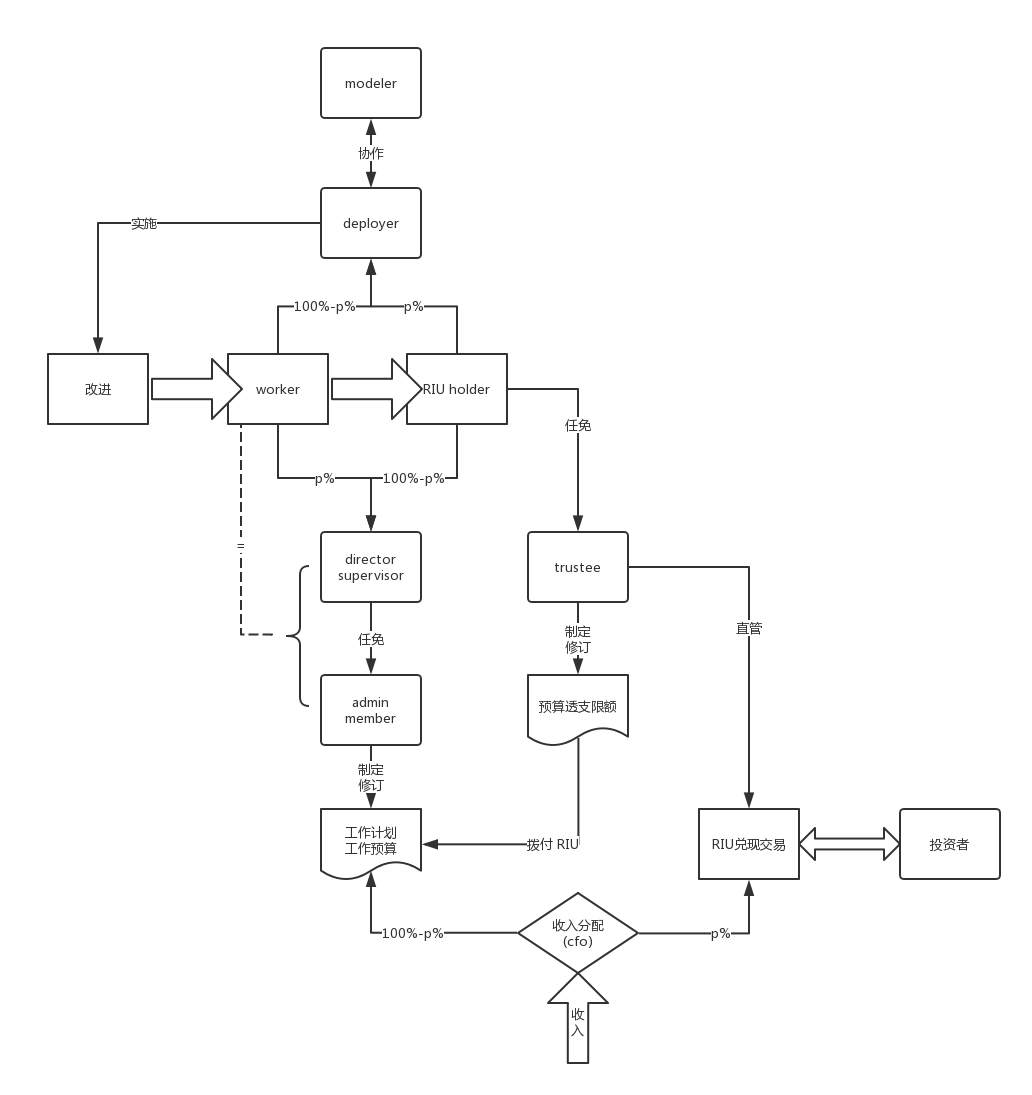 modeler
协作
deployer
实施
100%-p%
p%
改进
worker
RIU holder
任免
p%
100%-p%
=
director
supervisor
trustee
任免
制定
修订
直管
admin
member
预算透支限额
制定
修订
工作计划
工作预算
拨付 RIU
RIU兑现交易
投资者
收入分配
(cfo)
100%-p%
p%
收
入